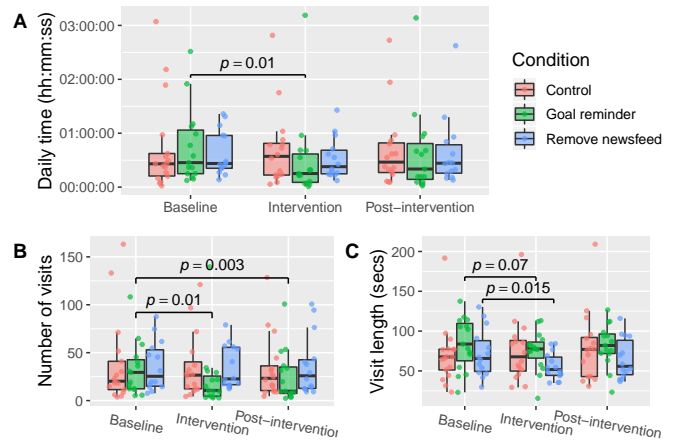 A
Daily time (hh:mm:ss)
03:00:00
02:00:00
01:00:00
00:00:00
p = 0.01
Baseline
Intervention
Post−intervention
Condition
Control
Goal reminder
Remove newsfeed
B
Number of visits
150
100
50
0
p = 0.003
p = 0.01
Baseline
Intervention
Post−intervention
C
Visit length (secs)
200
150
100
50
p = 0.07
p = 0.015
Baseline
Intervention
Post−intervention